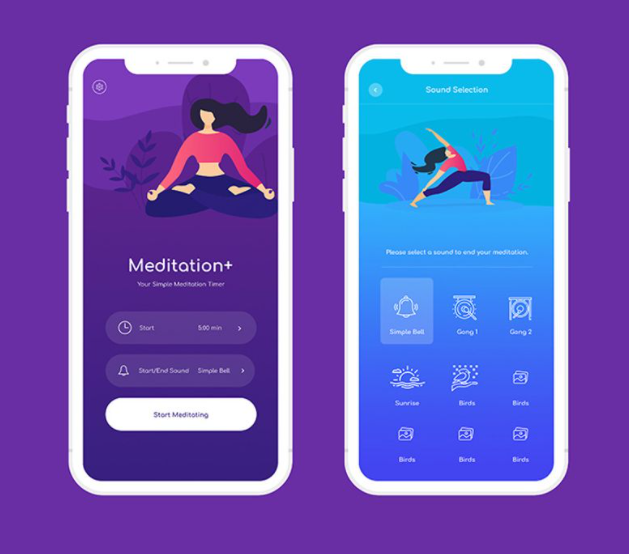 Meditation+
Your Simple Meditation Timer
Start 5:00 min
Start/End Sound Simple Bell
Start Meditating
Sound Selection
Please select a sound to end your meditation.
Simple Bell Gong 1 Gong 2
Sunrise Birds Birds
Birds Birds Birds